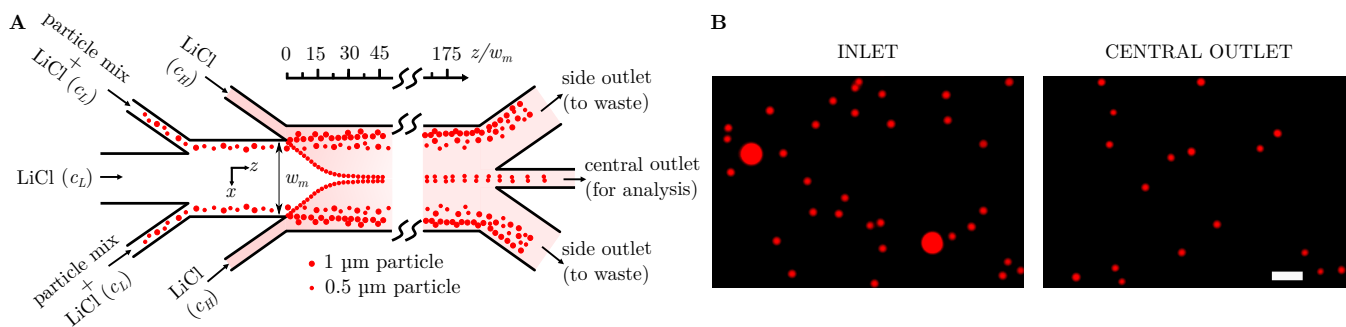 A
particle mix
+
LiCl (c_L)
LiCl
(c_H)
0 15 30 45 175 z/w_m
side outlet
(to waste)
LiCl (c_L)
z
x
w_m
central outlet
(for analysis)
particle mix
+
LiCl (c_L)
LiCl
(c_H)
1 µm particle
0.5 µm particle
side outlet
(to waste)
B
INLET
CENTRAL OUTLET